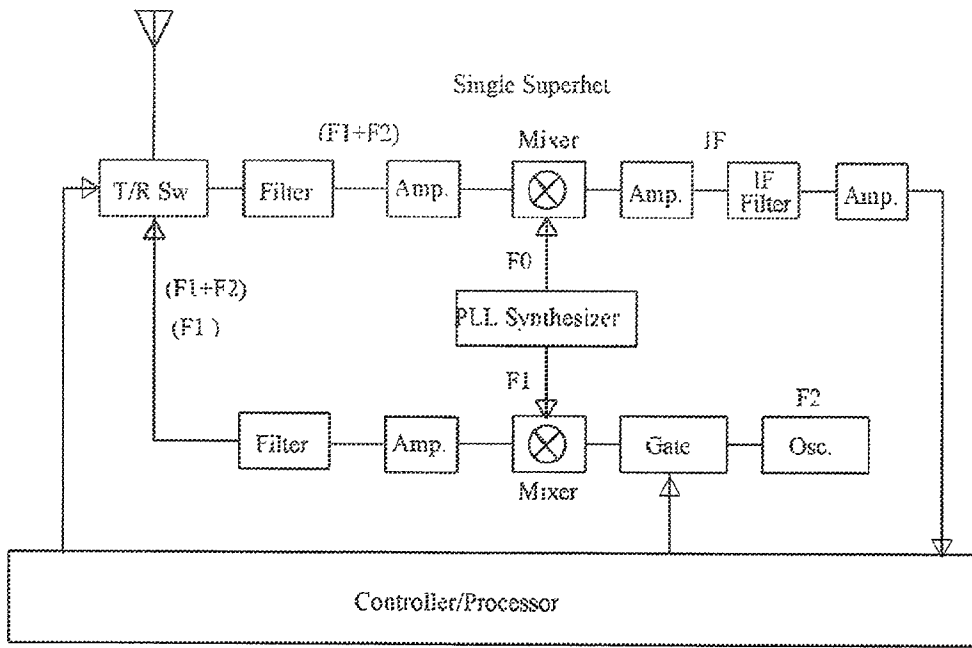 Single Superhet
(F1+F2)
Mixer
IF
T/R Sw
Filter
Amp.
Amp.
IF
Filter
Amp.
F0
(F1+F2)
(F1 )
PLL Synthesizer
F1
F2
Filter
Amp.
Gate
Osc.
Mixer
Controller/Processor